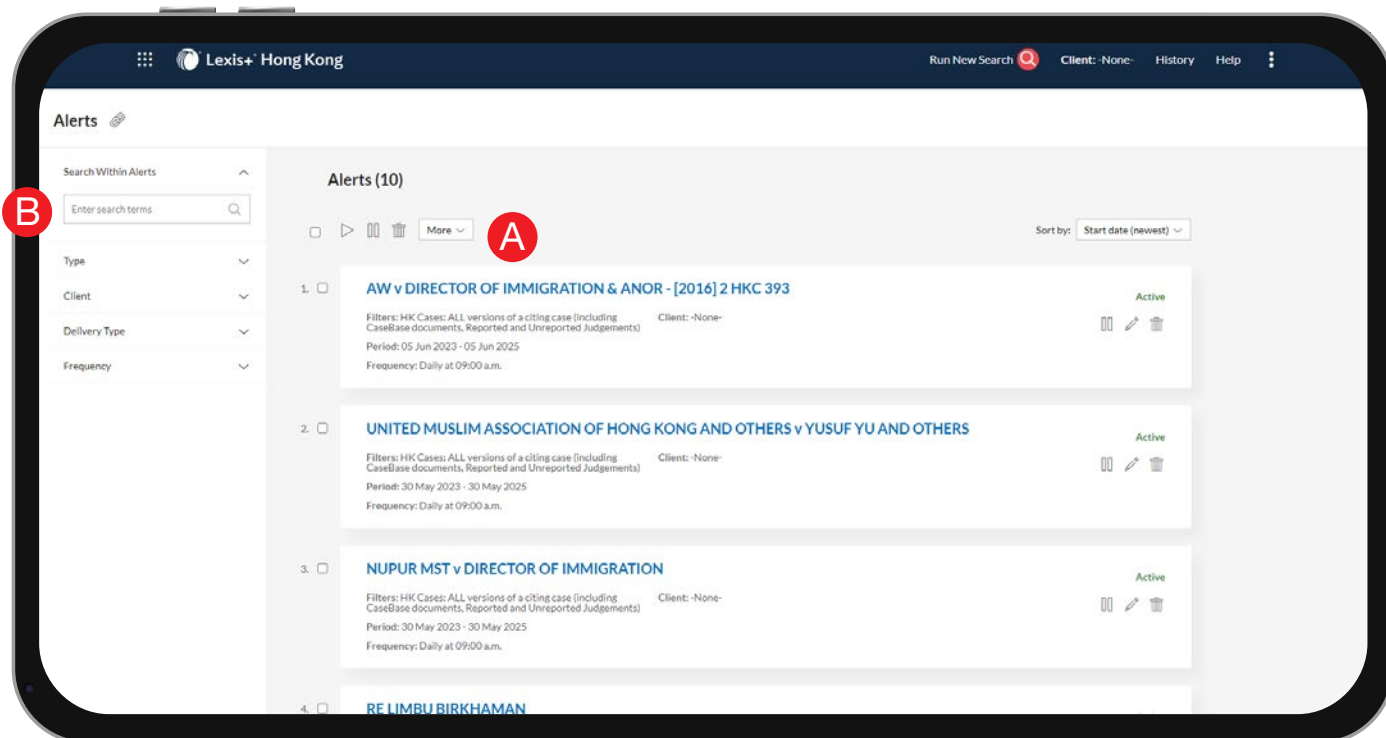 Lexis+® Hong Kong
Run New Search
Client: -None-
History
Help
Alerts
Search Within Alerts
B
Enter search terms
Type
Client
Delivery Type
Frequency
Alerts (10)
More
A
Sort by: Start date (newest)
1. AW v DIRECTOR OF IMMIGRATION & ANOR - [2016] 2 HKC 393
Active
Filters: HK Cases: ALL versions of a citing case (including Client: -None-
CaseBase documents, Reported and Unreported Judgements)
Period: 05 Jun 2023 - 05 Jun 2025
Frequency: Daily at 09:00 a.m.
2. UNITED MUSLIM ASSOCIATION OF HONG KONG AND OTHERS v YUSUF YU AND OTHERS
Active
Filters: HK Cases: ALL versions of a citing case (including Client: -None-
CaseBase documents, Reported and Unreported Judgements)
Period: 30 May 2023 - 30 May 2025
Frequency: Daily at 09:00 a.m.
3. NUPUR MST v DIRECTOR OF IMMIGRATION
Active
Filters: HK Cases: ALL versions of a citing case (including Client: -None-
CaseBase documents, Reported and Unreported Judgements)
Period: 30 May 2023 - 30 May 2025
Frequency: Daily at 09:00 a.m.
4. RE LIMBU BIRKHAMAN